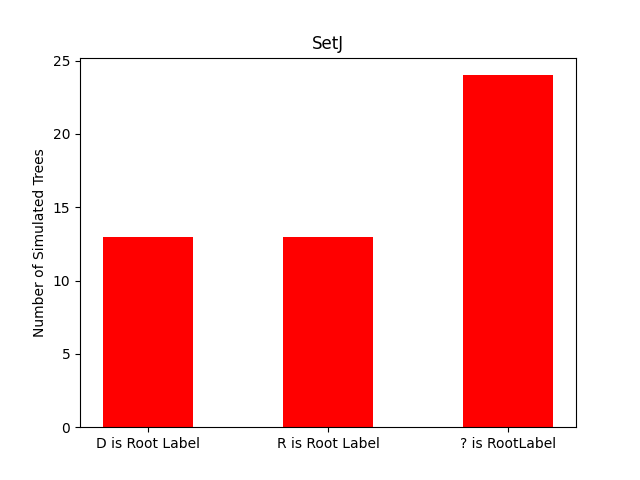 SetJ
Number of Simulated Trees
25
20
15
10
5
0
D is Root Label
R is Root Label
? is RootLabel